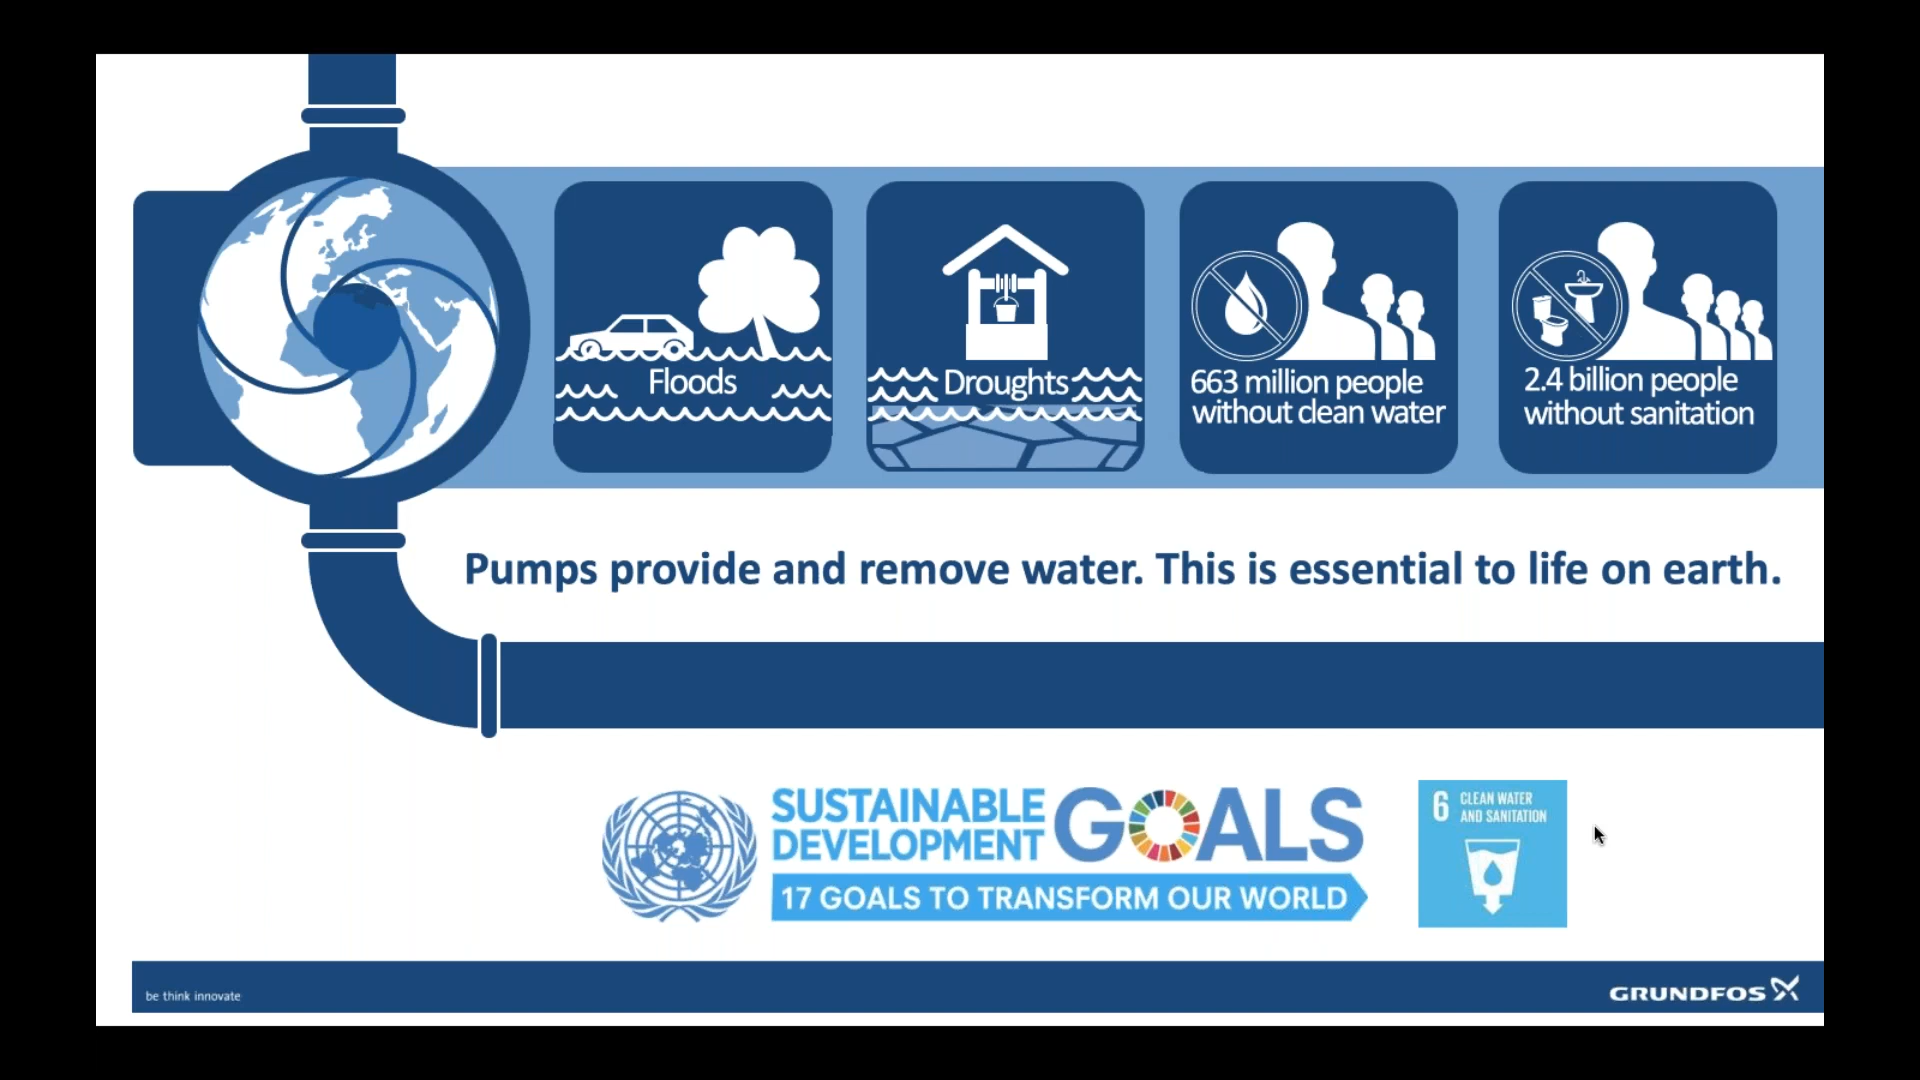 Floods
Droughts
663 million people
without clean water
2.4 billion people
without sanitation
Pumps provide and remove water. This is essential to life on earth.
SUSTAINABLE
DEVELOPMENT
GOALS
17 GOALS TO TRANSFORM OUR WORLD
6 CLEAN WATER
AND SANITATION
be think innovate
GRUNDFOS